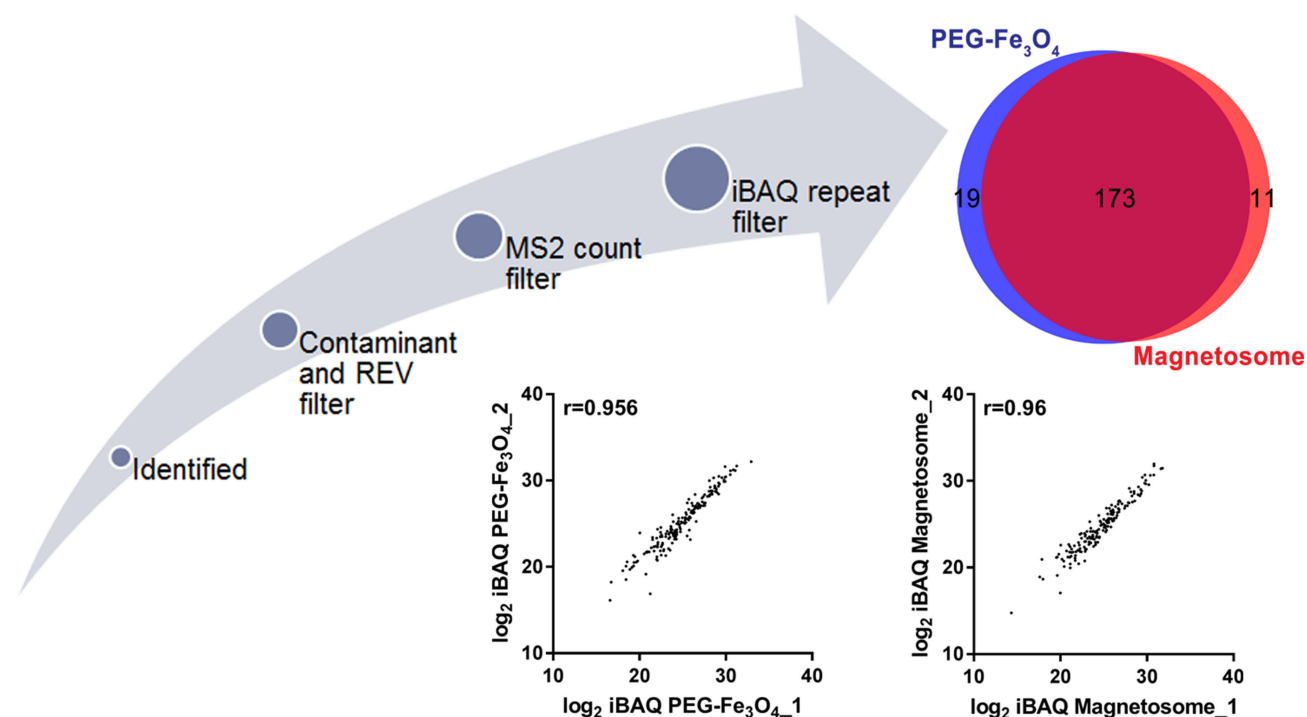 PEG-Fe₃O₄
19
173
11
Magnetosome
iBAQ repeat
filter
MS2 count
filter
Contaminant
and REV
filter
Identified
r=0.956
log₂ iBAQ PEG-Fe₃O₄_2
40
30
20
10
10
20
30
40
log₂ iBAQ PEG-Fe₃O₄_1
r=0.96
log₂ iBAQ Magnetosome_2
40
30
20
10
10
20
30
40
log₂ iBAQ Magnetosome_1